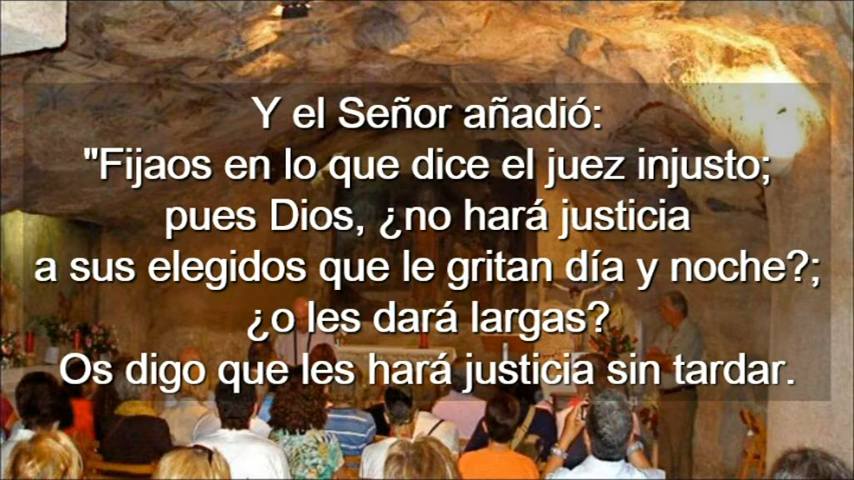 Y el Señor añadió:
"Fijaos en lo que dice el juez injusto;
pues Dios, ¿no hará justicia
a sus elegidos que le gritan día y noche?;
¿o les dará largas?
Os digo que les hará justicia sin tardar.